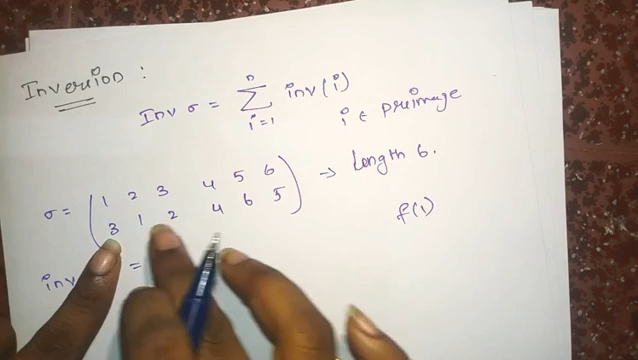 Inversion :
Inv σ = n ∑ i=1 inv(i) i ∈ preimage
σ = ( 1 2 3 4 5 6 ) → Length 6.
3 1 2 4 6 5
f(1)
inv =